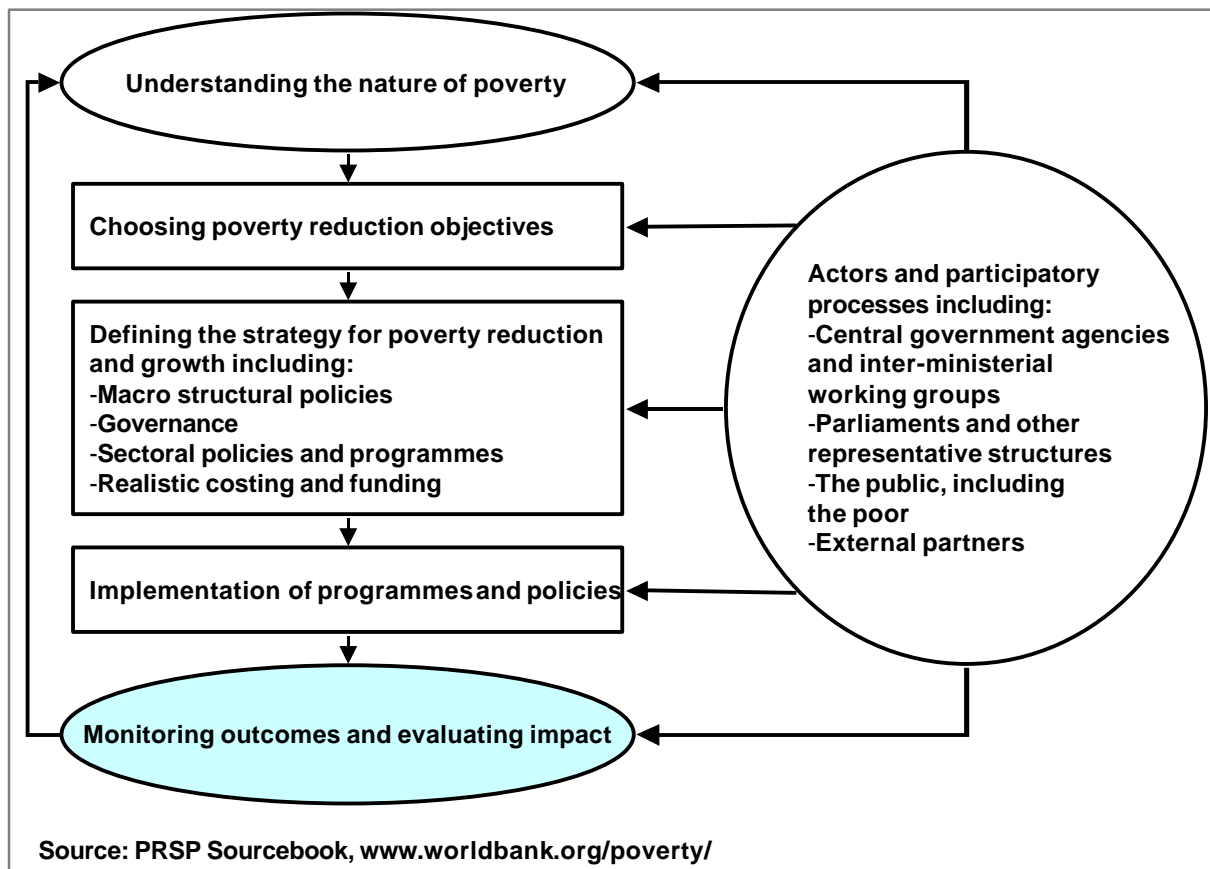 Understanding the nature of poverty
Choosing poverty reduction objectives
Defining the strategy for poverty reduction
and growth including:
-Macro structural policies
-Governance
-Sectoral policies and programmes
-Realistic costing and funding
Implementation of programmes and policies
Monitoring outcomes and evaluating impact
Actors and participatory
processes including:
-Central government agencies
and inter-ministerial
working groups
-Parliaments and other
representative structures
-The public, including
the poor
-External partners
Source: PRSP Sourcebook, www.worldbank.org/poverty/